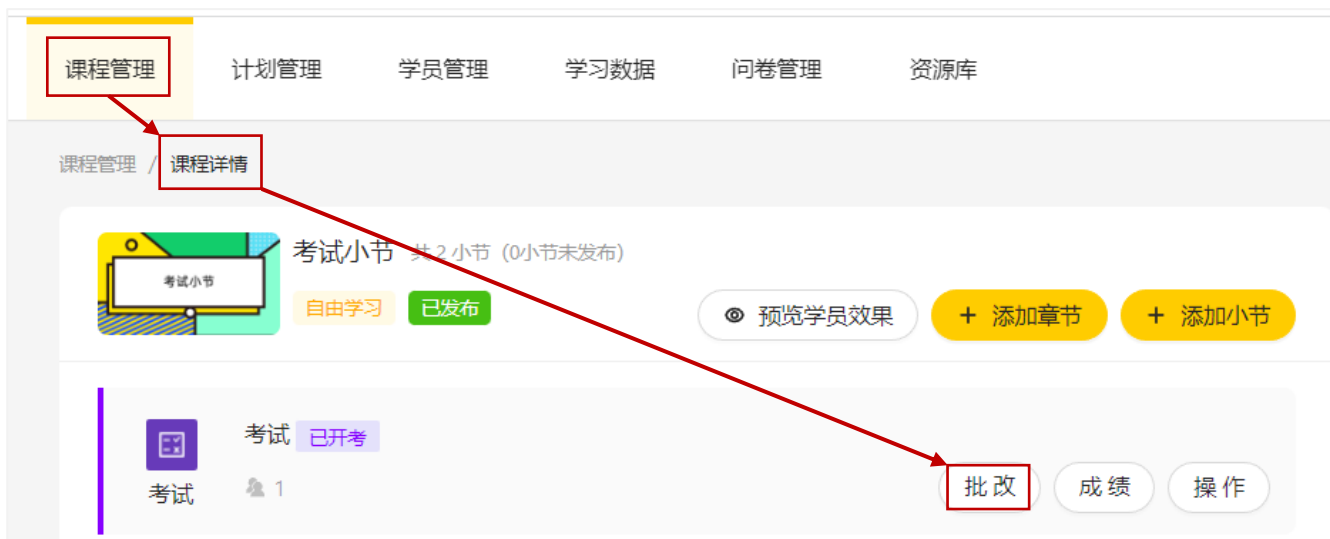 课程管理 计划管理 学员管理 学习数据 问卷管理 资源库
课程管理 / 课程详情
考试小节 共 2 小节 (0小节未发布)
考试小节
自由学习 已发布 预览学员效果 + 添加章节 + 添加小节
考试 已开考
考试 1 批改 成绩 操作